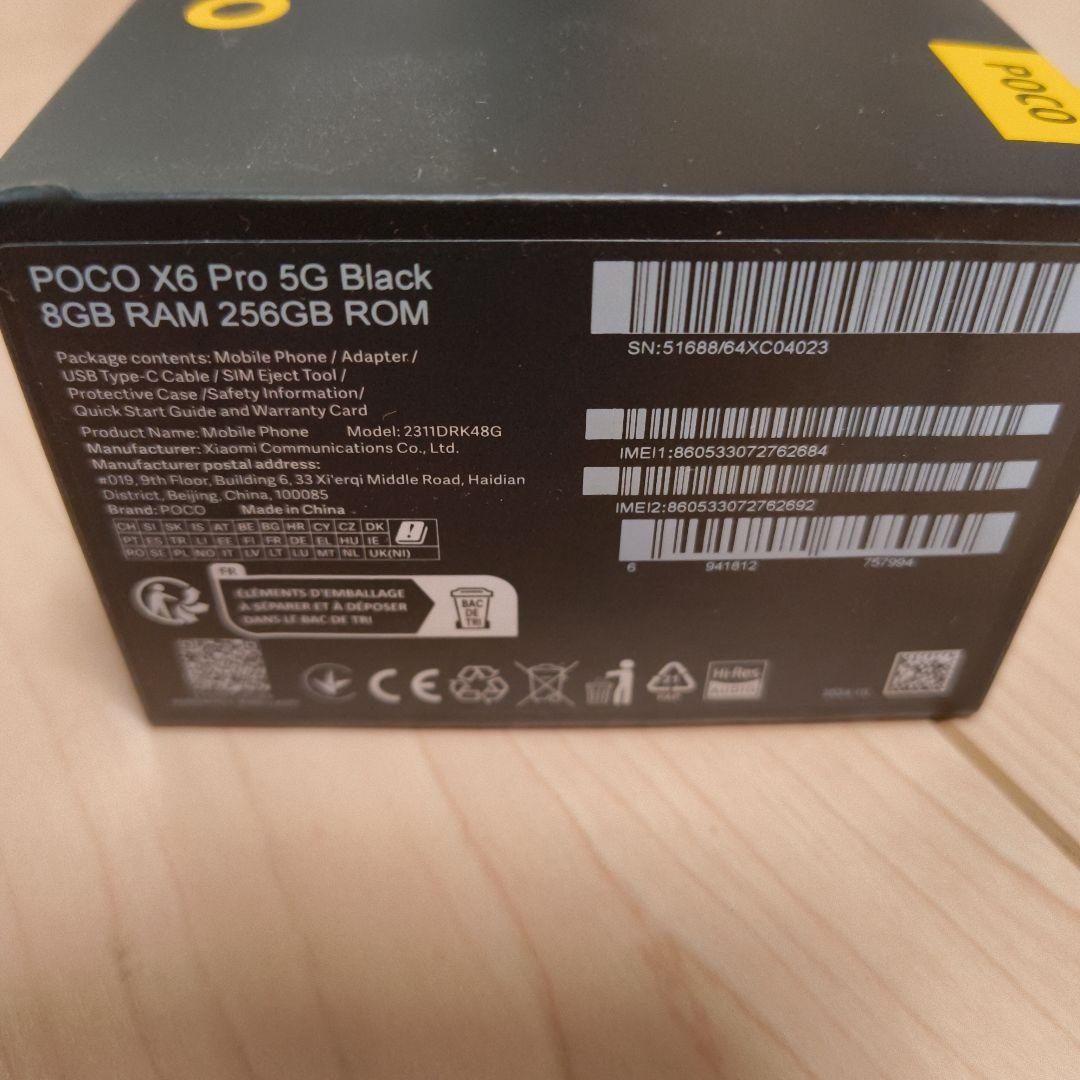 POCO
POCO X6 Pro 5G Black
8GB RAM 256GB ROM
Package contents: Mobile Phone / Adapter /
USB Type-C Cable / SIM Eject Tool /
Protective Case /Safety Information/
Quick Start Guide and Warranty Card
Product Name: Mobile Phone Model: 2311DRK48G
Manufacturer: Xiaomi Communications Co., Ltd.
Manufacturer postal address:
#019, 9th Floor, Building 6, 33 Xi'erqi Middle Road, Haidian
District, Beijing, China, 100085
Brand: POCO Made in China
CH SI SK IS AT BE BG HR CY CZ DK
PT ES TR LI EE FI FR DE EL HU IE
RO SE PL NO IT LV LT LU MT NL UK(NI)
FR
ÉLÉMENTS D'EMBALLAGE
À SÉPARER ET À DÉPOSER
DANS LE BAC DE TRI
BAC
DE
TRI
SN:51688/64XC04023
IMEI1:860533072762684
IMEI2:860533072762692
6 941812 757994
CE
21
PAP
Hi-Res
AUDIO